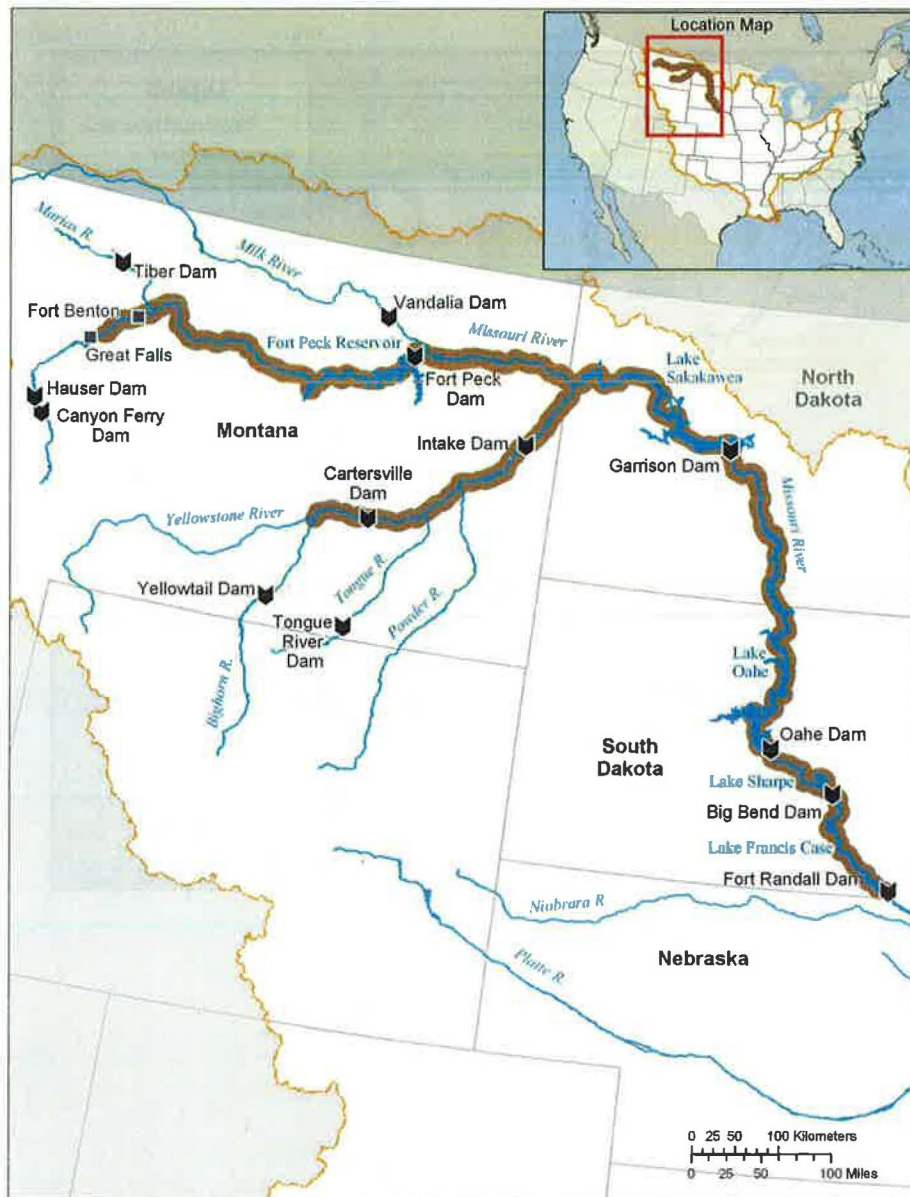 Location Map
Marias R.
Milk River
Tiber Dam
Vandalia Dam
Fort Benton
Missouri River
Fort Peck Reservoir
Great Falls
Lake
Sakakawea
Fort Peck
Dam
North
Dakota
Hauser Dam
Canyon Ferry
Dam
Montana
Intake Dam
Garrison Dam
Cartersville
Dam
Missouri River
Yellowstone River
Tongue R.
Yellowtail Dam
Powder R.
Tongue
River
Dam
Bighorn R.
Lake
Oahe
Oahe Dam
South
Dakota
Lake Sharpe
Big Bend Dam
Lake Francis Case
Fort Randall Dam
Niobrara R
Platte R.
Nebraska
0 25 50 100 Kilometers
0 25 50 100 Miles